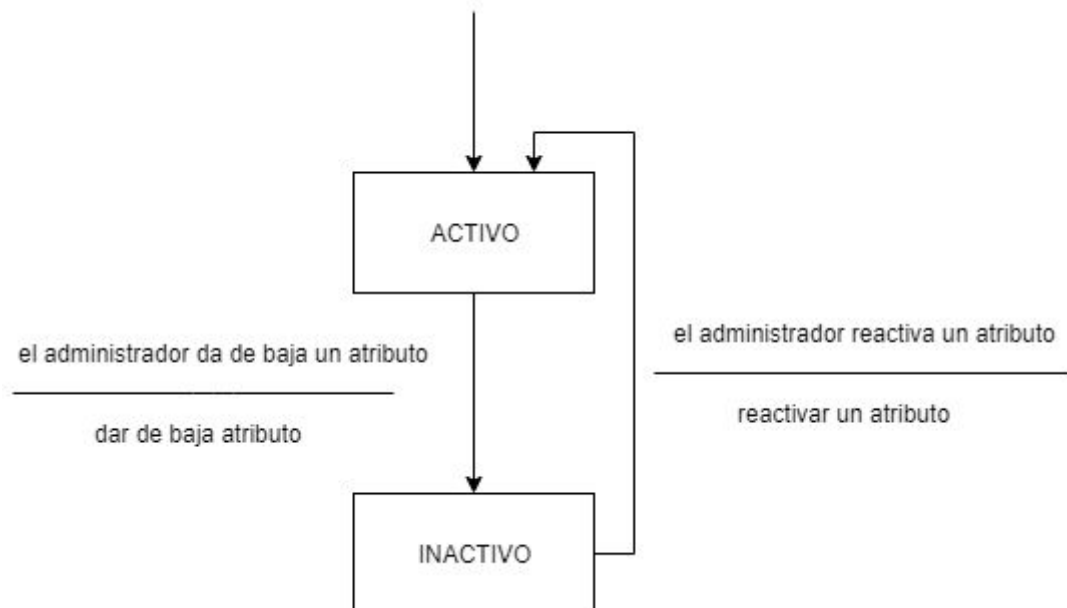 ACTIVO
el administrador da de baja un atributo
dar de baja atributo
el administrador reactiva un atributo
reactivar un atributo
INACTIVO